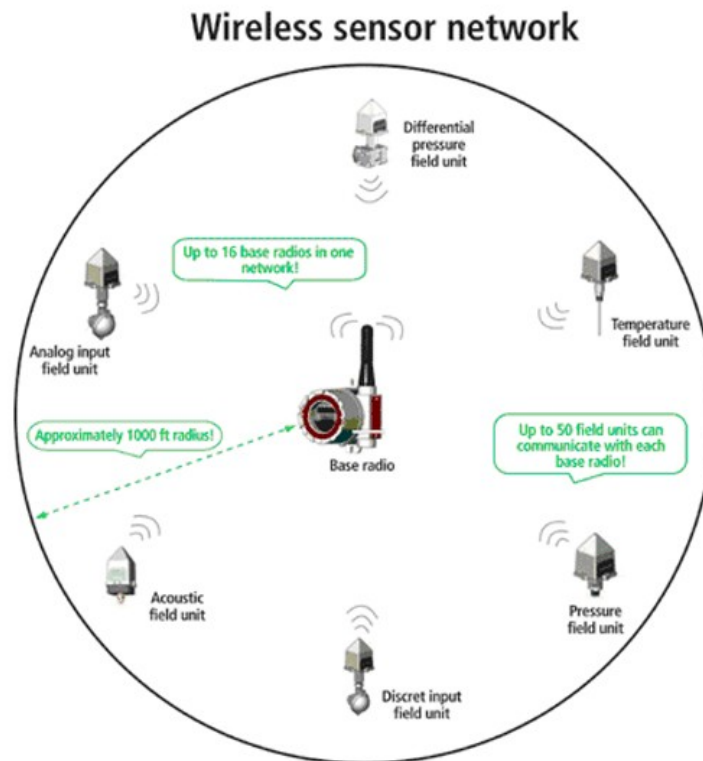 Wireless sensor network
Differential
pressure
field unit
Up to 16 base radios in one
network!
Analog input
field unit
Temperature
field unit
Approximately 1000 ft radius!
Base radio
Up to 50 field units can
communicate with each
base radio!
Acoustic
field unit
Pressure
field unit
Discret input
field unit